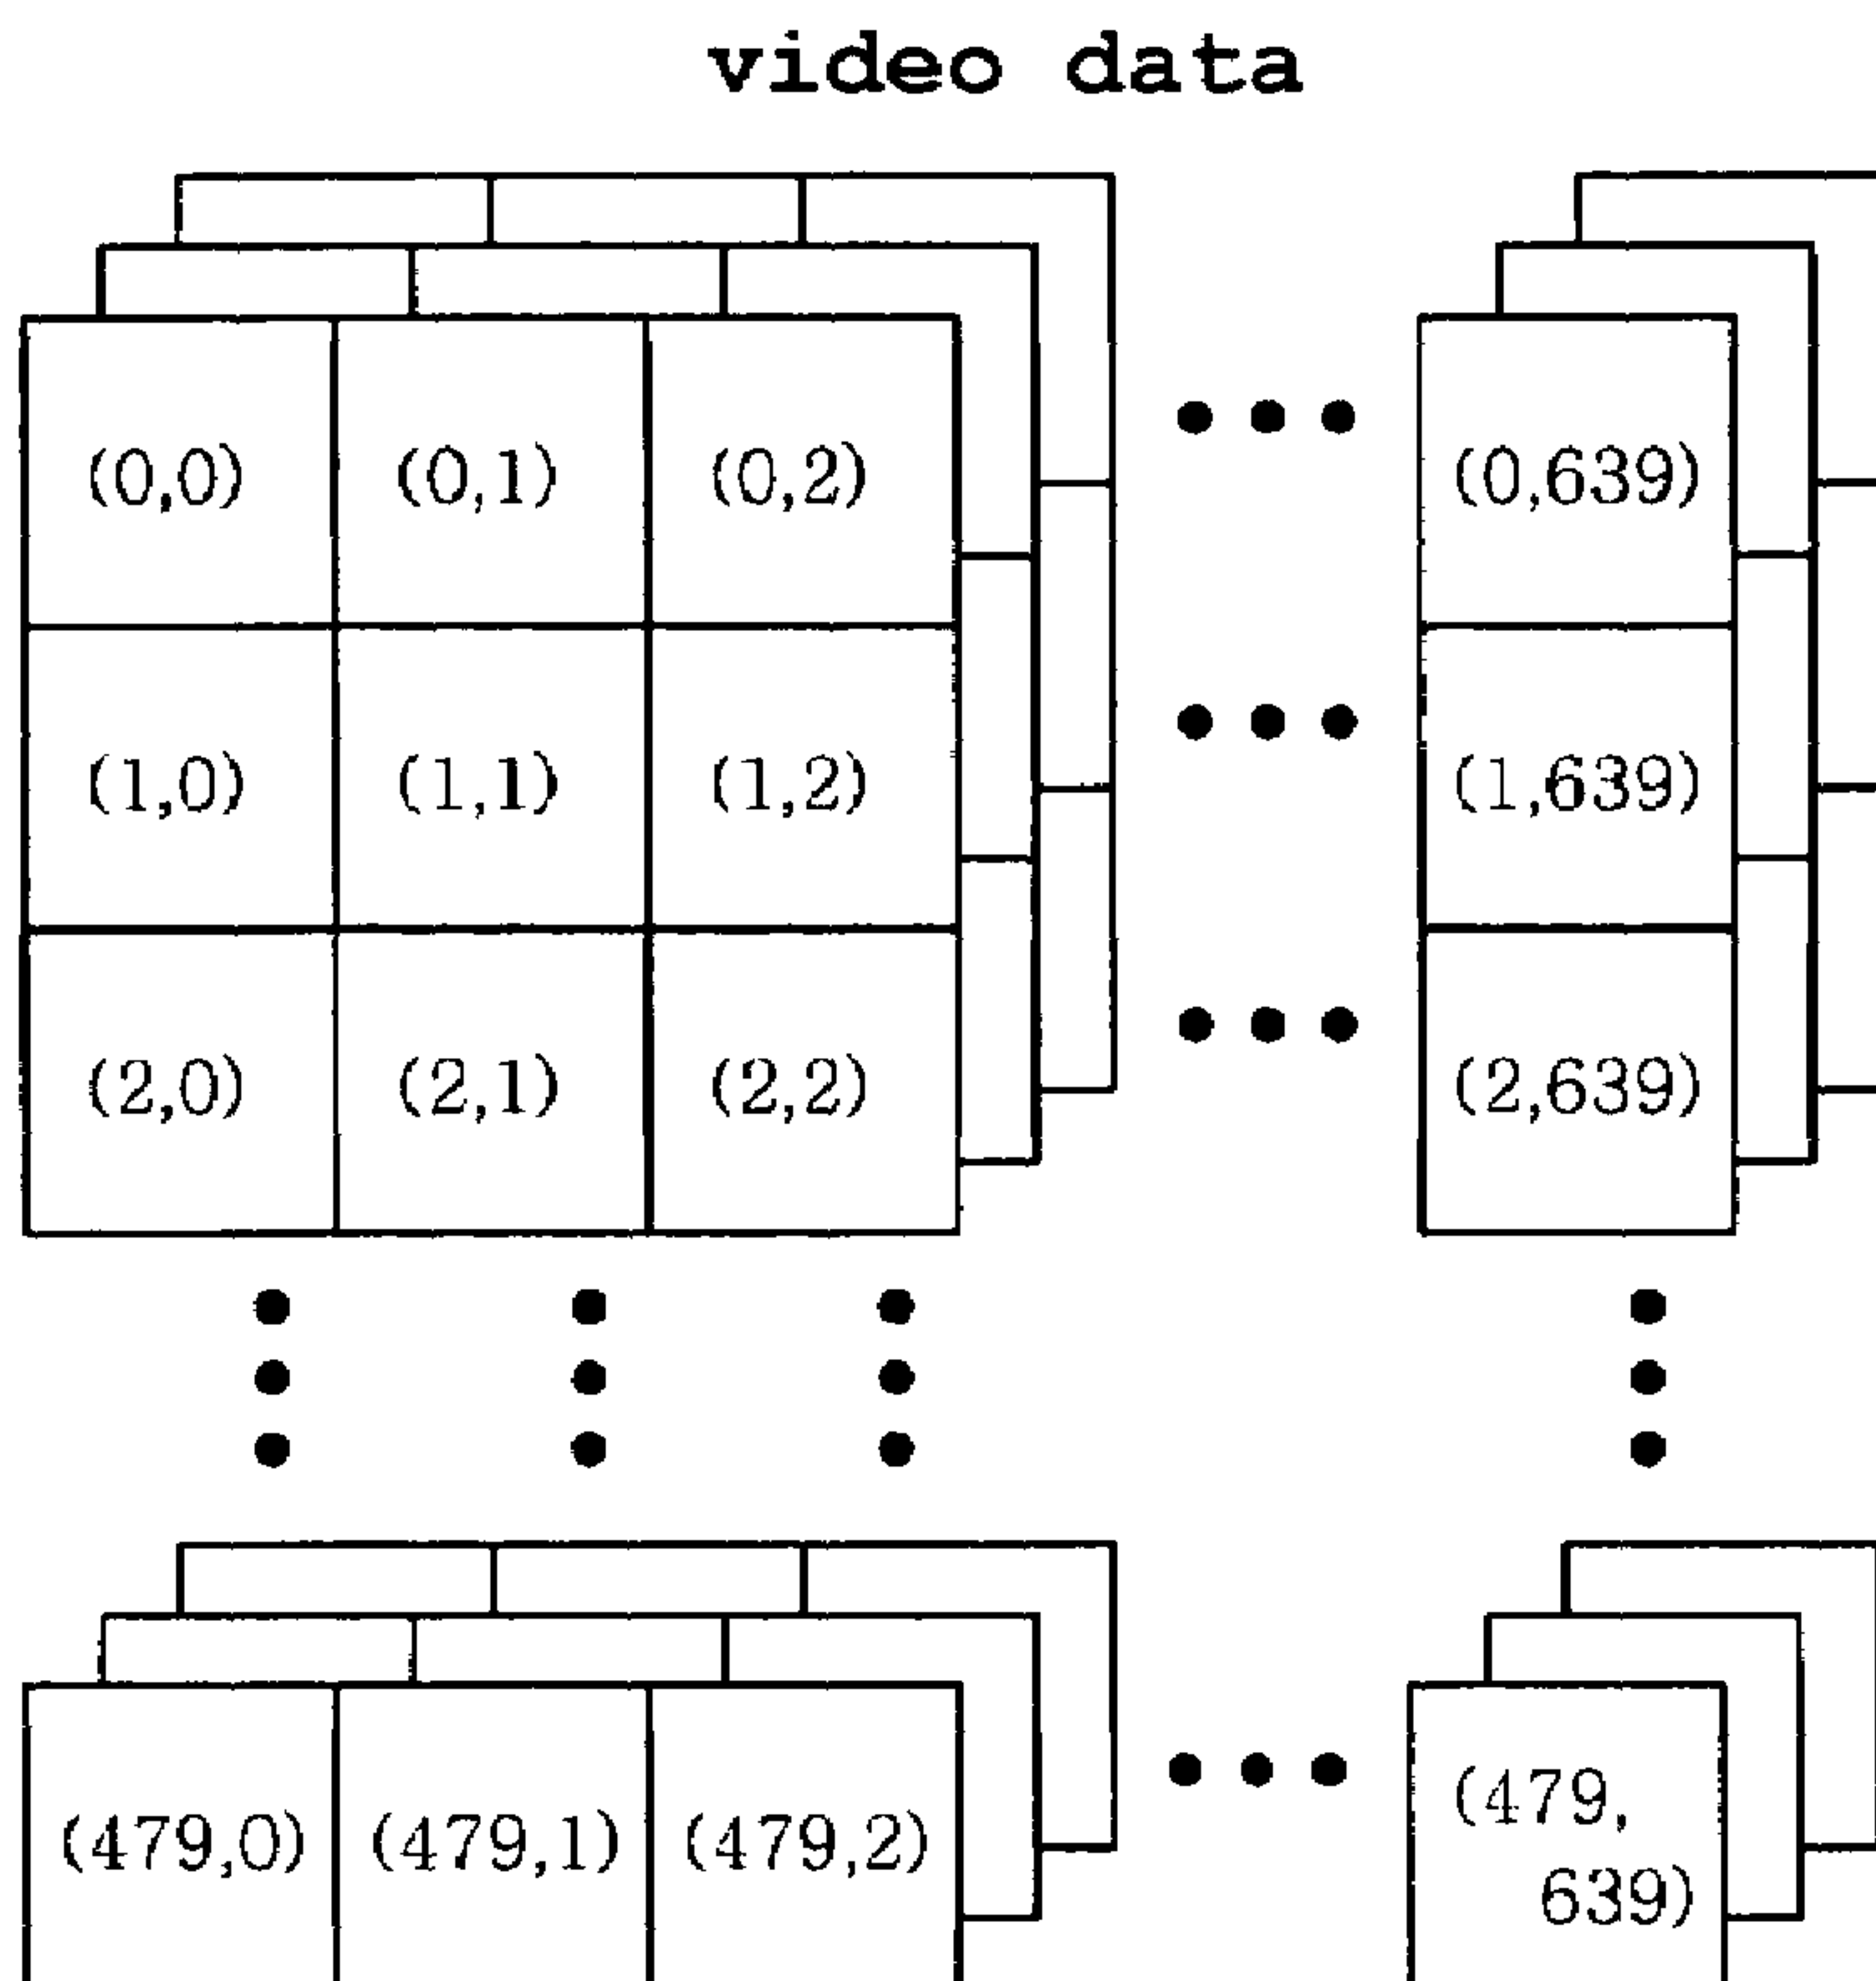 video data
(0,0) (0,1) (0,2) (0,639)
(1,0) (1,1) (1,2) (1,639)
(2,0) (2,1) (2,2) (2,639)
(479,0) (479,1) (479,2) (479,
639)